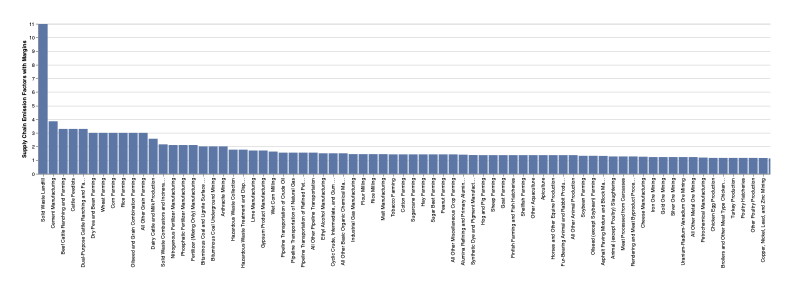 Supply Chain Emission Factors with Margins
11
10
9
8
7
6
5
4
3
2
1
0
Solid Waste Landfill
Cement Manufacturing
Beef Cattle Ranching and Farming
Cattle Feedlots
Dual-Purpose Cattle Ranching and Fa…
Dry Pea and Bean Farming
Wheat Farming
Corn Farming
Rice Farming
Oilseed and Grain Combination Farming
All Other Grain Farming
Dairy Cattle and Milk Production
Solid Waste Combustors and Incinera…
Nitrogenous Fertilizer Manufacturing
Phosphatic Fertilizer Manufacturing
Fertilizer (Mixing Only) Manufacturing
Bituminous Coal and Lignite Surface …
Bituminous Coal Underground Mining
Anthracite Mining
Hazardous Waste Collection
Hazardous Waste Treatment and Disp…
Lime Manufacturing
Gypsum Product Manufacturing
Wet Corn Milling
Pipeline Transportation of Crude Oil
Pipeline Transportation of Natural Gas
Pipeline Transportation of Refined Pet…
All Other Pipeline Transportation
Ethyl Alcohol Manufacturing
Cyclic Crude, Intermediate, and Gum…
All Other Basic Organic Chemical Ma…
Industrial Gas Manufacturing
Flour Milling
Rice Milling
Malt Manufacturing
Tobacco Farming
Cotton Farming
Sugarcane Farming
Hay Farming
Sugar Beet Farming
Peanut Farming
All Other Miscellaneous Crop Farming
Alumina Refining and Primary Alumin…
Synthetic Dye and Pigment Manufact…
Hog and Pig Farming
Sheep Farming
Goat Farming
Finfish Farming and Fish Hatcheries
Shellfish Farming
Other Aquaculture
Apiculture
Horses and Other Equine Production
Fur-Bearing Animal and Rabbit Produ…
All Other Animal Production
Soybean Farming
Oilseed (except Soybean) Farming
Asphalt Paving Mixture and Block Ma…
Animal (except Poultry) Slaughtering
Meat Processed from Carcasses
Rendering and Meat Byproduct Proce…
Cheese Manufacturing
Iron Ore Mining
Gold Ore Mining
Silver Ore Mining
Uranium-Radium-Vanadium Ore Mining
All Other Metal Ore Mining
Petrochemical Manufacturing
Chicken Egg Production
Broilers and Other Meat Type Chicken…
Turkey Production
Poultry Hatcheries
Other Poultry Production
Copper, Nickel, Lead, and Zinc Mining